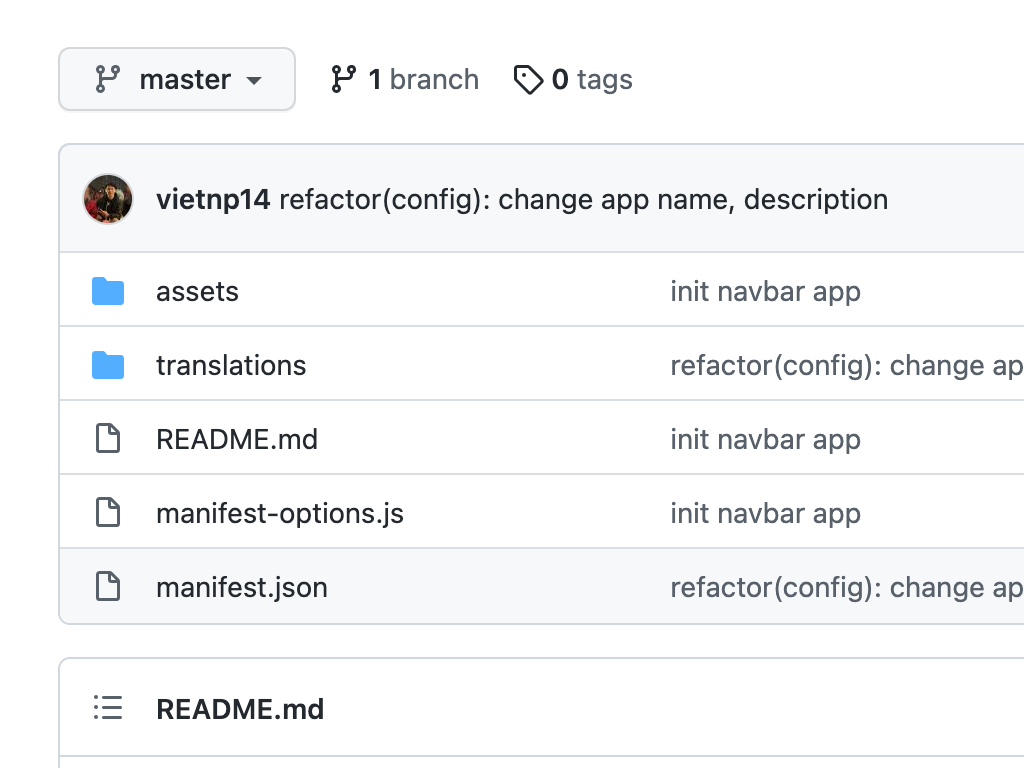 master 1 branch 0 tags
vietnp14 refactor(config): change app name, description
assets init navbar app
translations refactor(config): change ap
README.md init navbar app
manifest-options.js init navbar app
manifest.json refactor(config): change ap
README.md